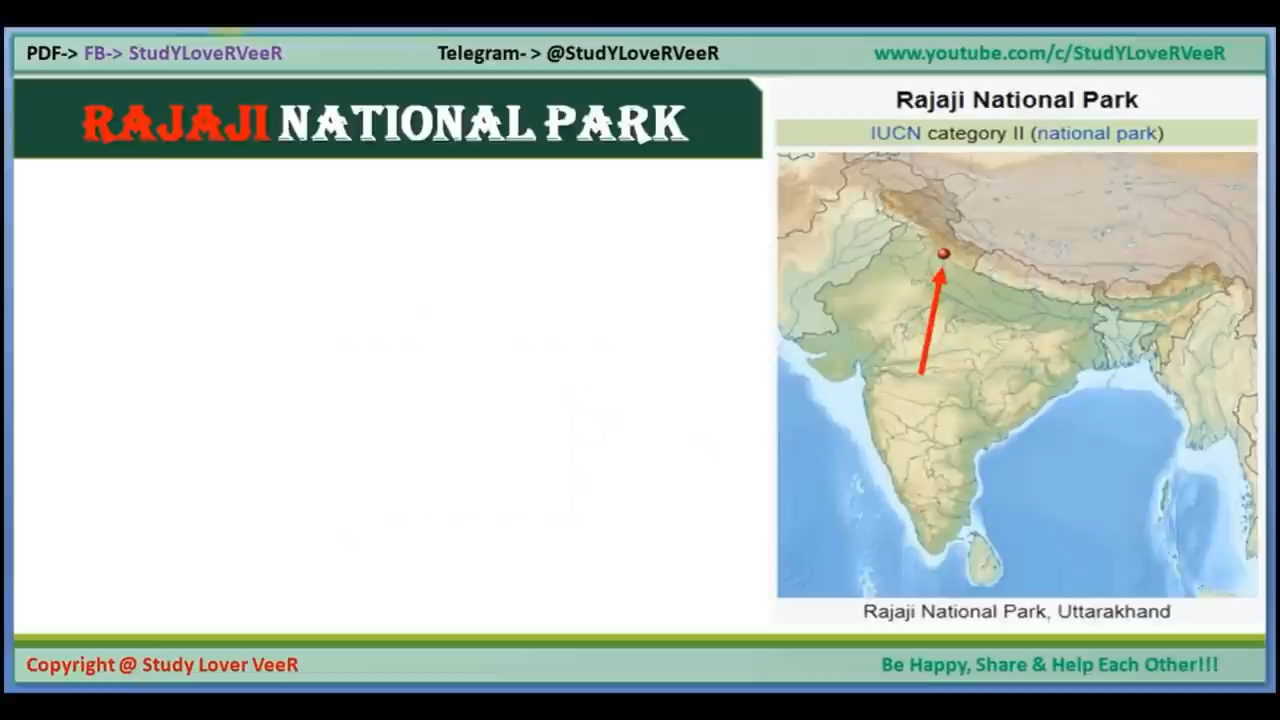 PDF-> FB-> StudYLoveRVeeR
Telegram- > @StudYLoveRVeeR
www.youtube.com/c/StudYLoveRVeeR
RAJAJI NATIONAL PARK
Rajaji National Park
IUCN category II (national park)
Rajaji National Park, Uttarakhand
Copyright @ Study Lover VeeR
Be Happy, Share & Help Each Other!!!